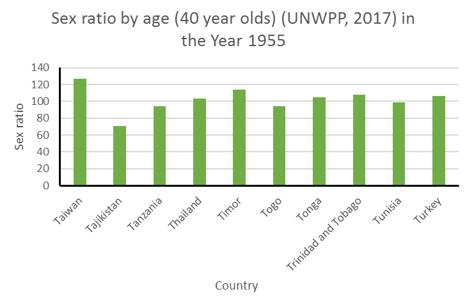 Sex ratio by age (40 year olds) (UNWPP, 2017) in
the Year 1955
Sex ratio
140
120
100
80
60
40
20
0
Taiwan
Tajikistan
Tanzania
Thailand
Timor
Togo
Tonga
Trinidad and Tobago
Tunisia
Turkey
Country